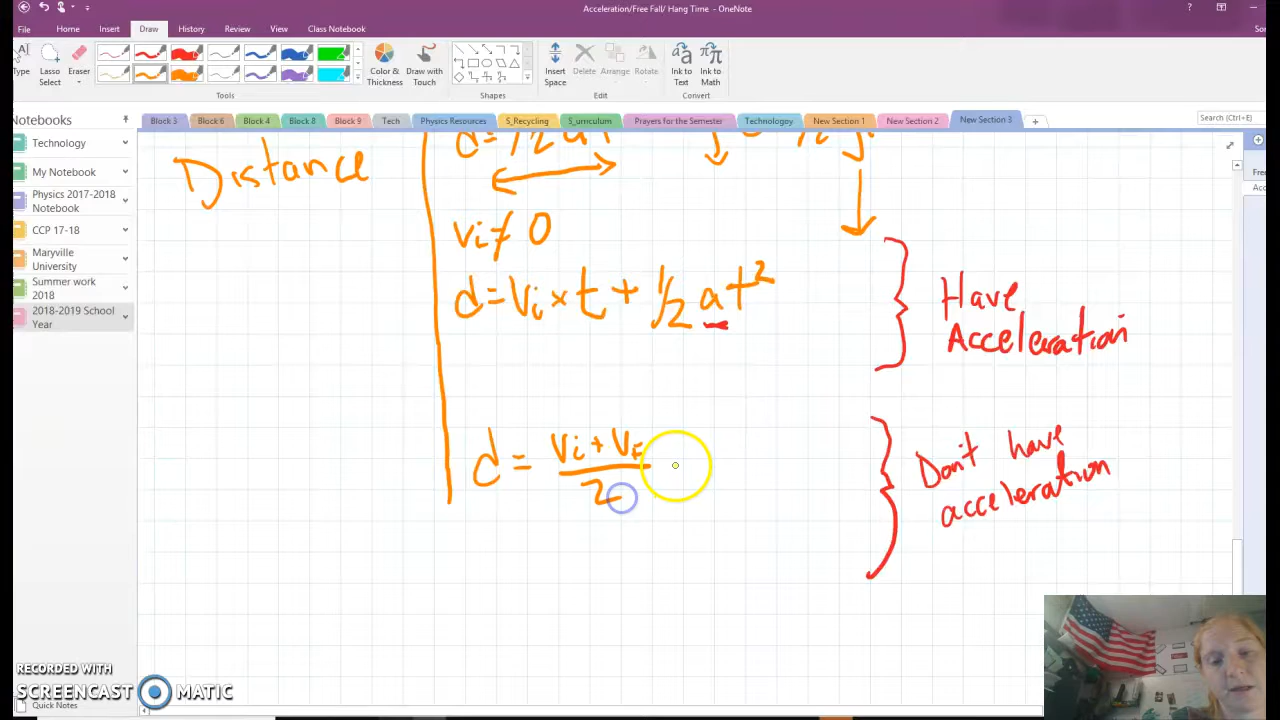 Acceleration/Free Fall/ Hang Time - OneNote
File Home Insert Draw History Review View Class Notebook
Type
Lasso Select
Eraser
Color & Thickness
Draw with Touch
Insert Space
Delete
Arrange
Rotate
Ink to Text
Ink to Math
Tools
Shapes
Edit
Convert
Notebooks
Block 3 Block 6 Block 4 Block 8 Block 9 Tech Physics Resources S_Recycling S_urriculum Prayers for the Semester Technologoy New Section 1 New Section 2 New Section 3
Search (Ctrl+E)
Technology
My Notebook
Physics 2017-2018
Notebook
CCP 17-18
Maryville
University
Summer work
2018
2018-2019 School
Year
Quick Notes
Distance
vi ≠ 0
d = vi × t + 1/2 at²
Have
Acceleration
d = vi + vF / 2
Don't have
acceleration
RECORDED WITH
SCREENCAST MATIC